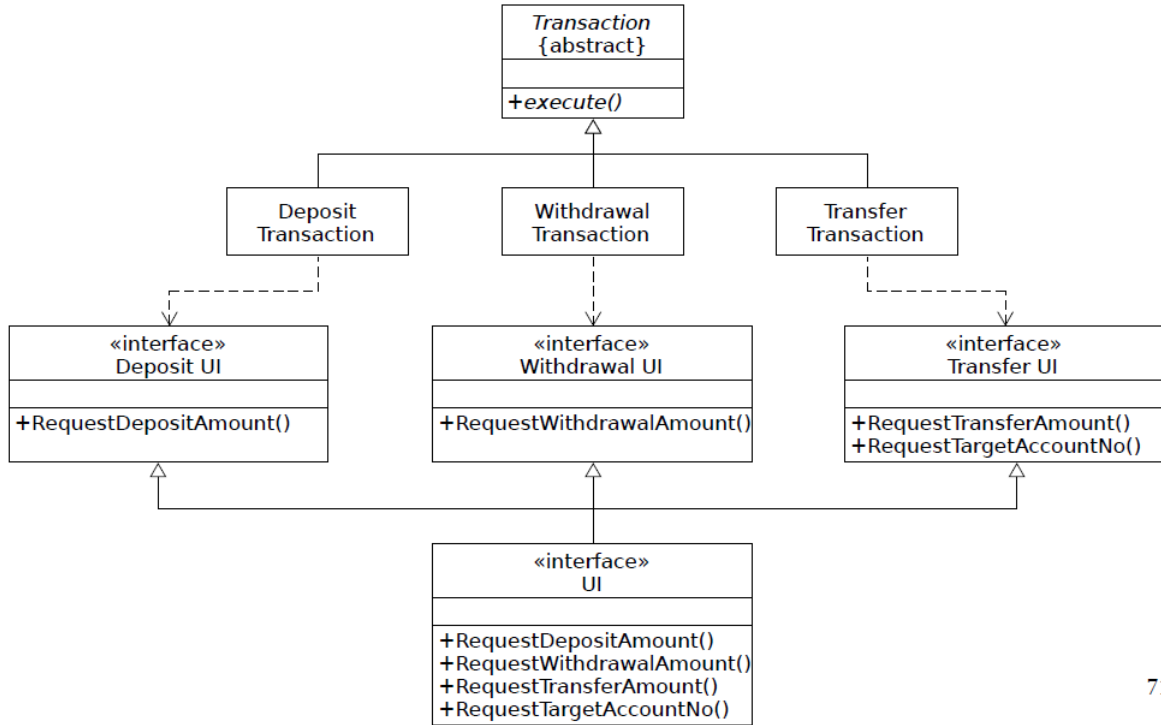 Transaction
{abstract}
+execute()
Deposit
Transaction
Withdrawal
Transaction
Transfer
Transaction
«interface»
Deposit UI
+RequestDepositAmount()
«interface»
Withdrawal UI
+RequestWithdrawalAmount()
«interface»
Transfer UI
+RequestTransferAmount()
+RequestTargetAccountNo()
«interface»
UI
+RequestDepositAmount()
+RequestWithdrawalAmount()
+RequestTransferAmount()
+RequestTargetAccountNo()